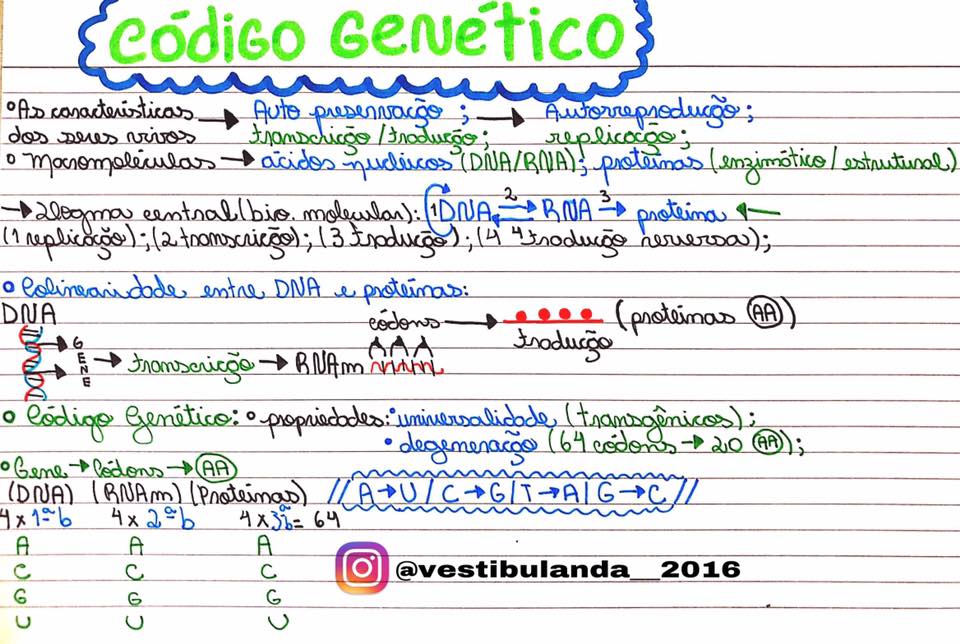 CÓDIGO GENÉTICO
°As características → Auto preservação ; → Autorreprodução;
dos seres vivos transcrição/tradução; replicação;
° Macromoléculas → ácidos nucléicos (DNA/RNA); proteínas (enzimático/estrutural)
→ Dogma central (bio. molecular): 1 DNA 2 ⇄ RNA 3 → proteína ←
(1 replicação); (2 transcrição); (3 tradução); (4 "tradução reversa");
° Colinearidade entre DNA e proteínas:
DNA códons → (proteínas AA)
tradução
GENE → transcrição → RNAm
° Código Genético: ° propriedades: • universalidade (transgênicos);
• degeneração (64 códons → 20 AA);
° Gene → Códons → AA
(DNA) (RNAm) (Proteínas) // A→U / C→G / T→A / G→C //
4 x 1ª b 4 x 2ª b 4 x 3ª b = 64
A A A
C C C
G G G
U U U
@vestibulanda__2016